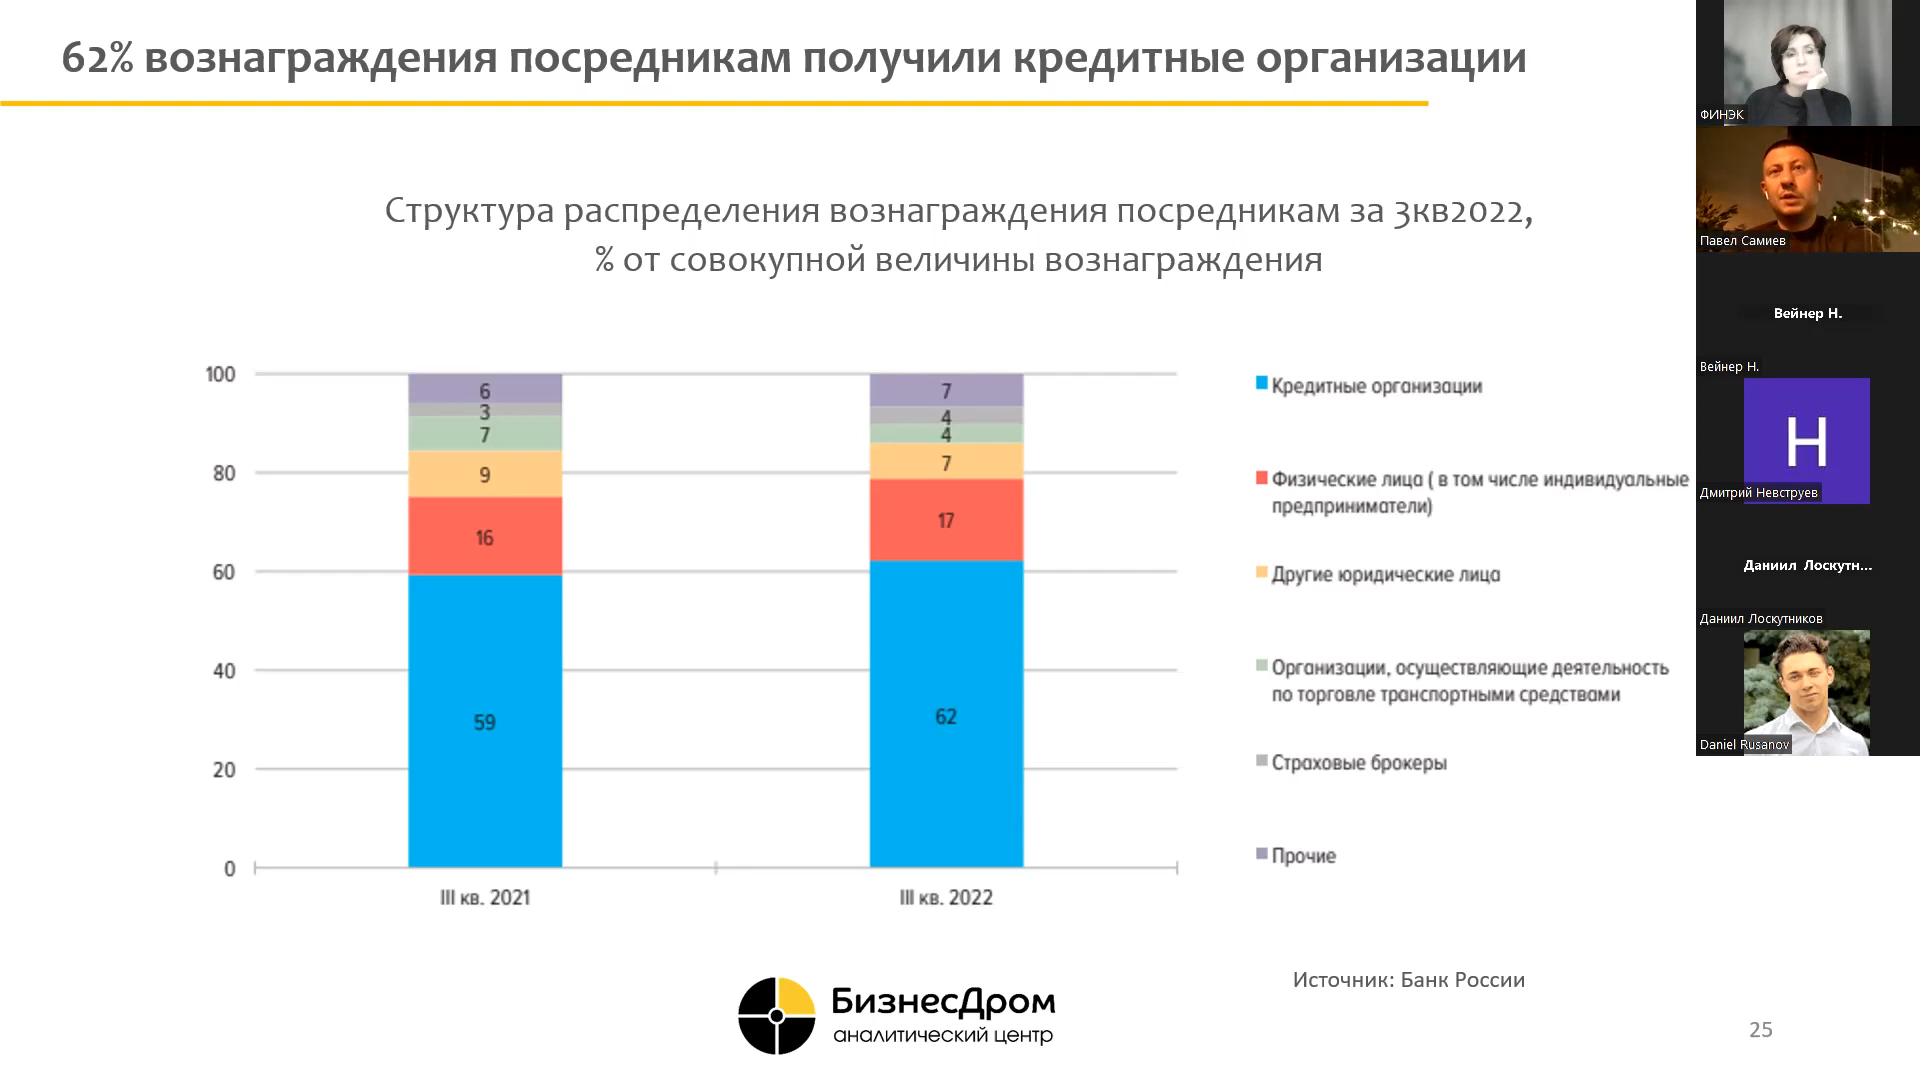 62% вознаграждения посредникам получили кредитные организации
Структура распределения вознаграждения посредникам за 3кв2022,
% от совокупной величины вознаграждения
100
80
60
40
20
0
6
3
7
9
16
59
7
4
4
7
17
62
III кв. 2021
III кв. 2022
Кредитные организации
Физические лица ( в том числе индивидуальные
предприниматели)
Другие юридические лица
Организации, осуществляющие деятельность
по торговле транспортными средствами
Страховые брокеры
Прочие
БизнесДром
аналитический центр
Источник: Банк России
25
ФИНЭК
Павел Самиев
Вейнер Н.
Вейнер Н.
Н
Дмитрий Невструев
Даниил Лоскутн...
Даниил Лоскутников
Daniel Rusanov